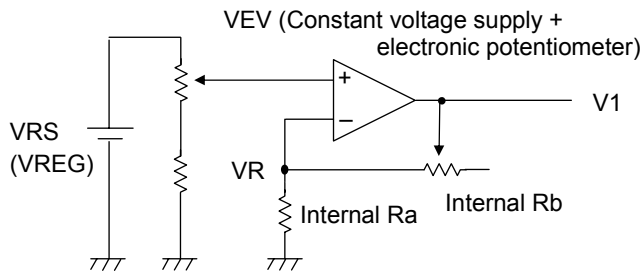 VEV (Constant voltage supply +
electronic potentiometer)
+
V1
−
VRS
(VREG)
VR
Internal Ra
Internal Rb